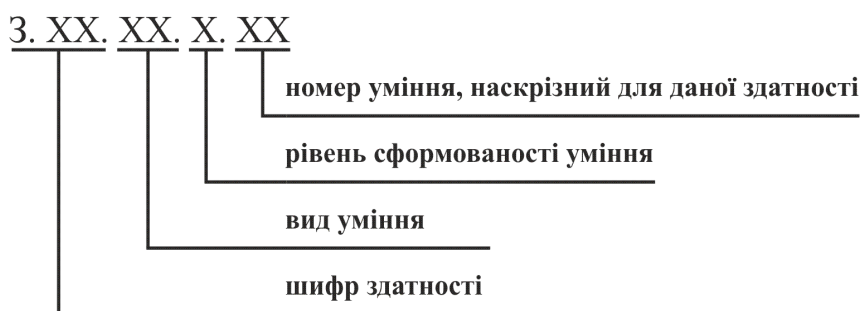 З. ХХ. ХХ. Х. ХХ
номер уміння, наскрізний для даної здатності
рівень сформованості уміння
вид уміння
шифр здатності